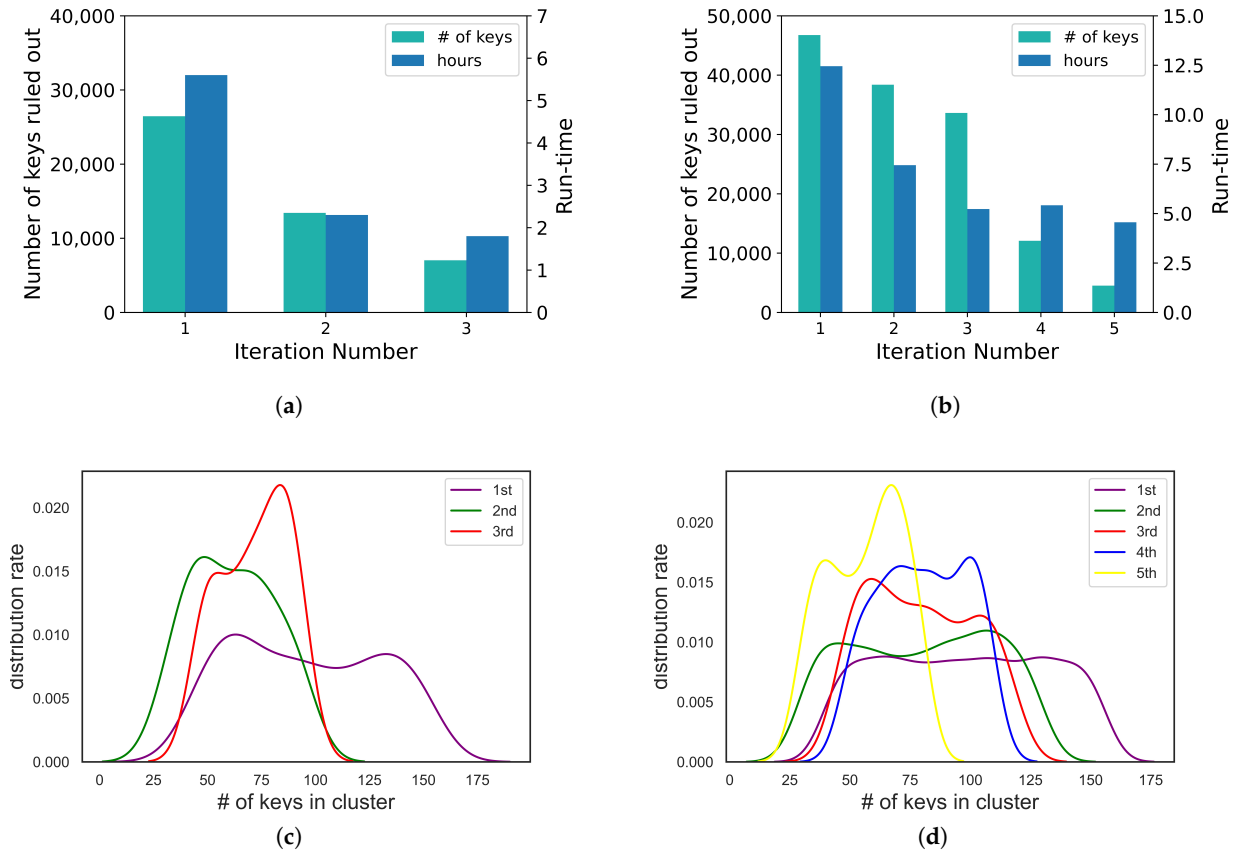 40,000
30,000
20,000
10,000
0
Number of keys ruled out
7
6
5
4
3
2
1
0
Run-time
# of keys
hours
1 2 3
Iteration Number
(a)
50,000
40,000
30,000
20,000
10,000
0
Number of keys ruled out
15.0
12.5
10.0
7.5
5.0
2.5
0.0
Run-time
# of keys
hours
1 2 3 4 5
Iteration Number
(b)
0.020
0.015
0.010
0.005
0.000
distribution rate
1st
2nd
3rd
0 25 50 75 100 125 150 175
# of keys in cluster
(c)
0.020
0.015
0.010
0.005
0.000
distribution rate
1st
2nd
3rd
4th
5th
0 25 50 75 100 125 150 175
# of keys in cluster
(d)